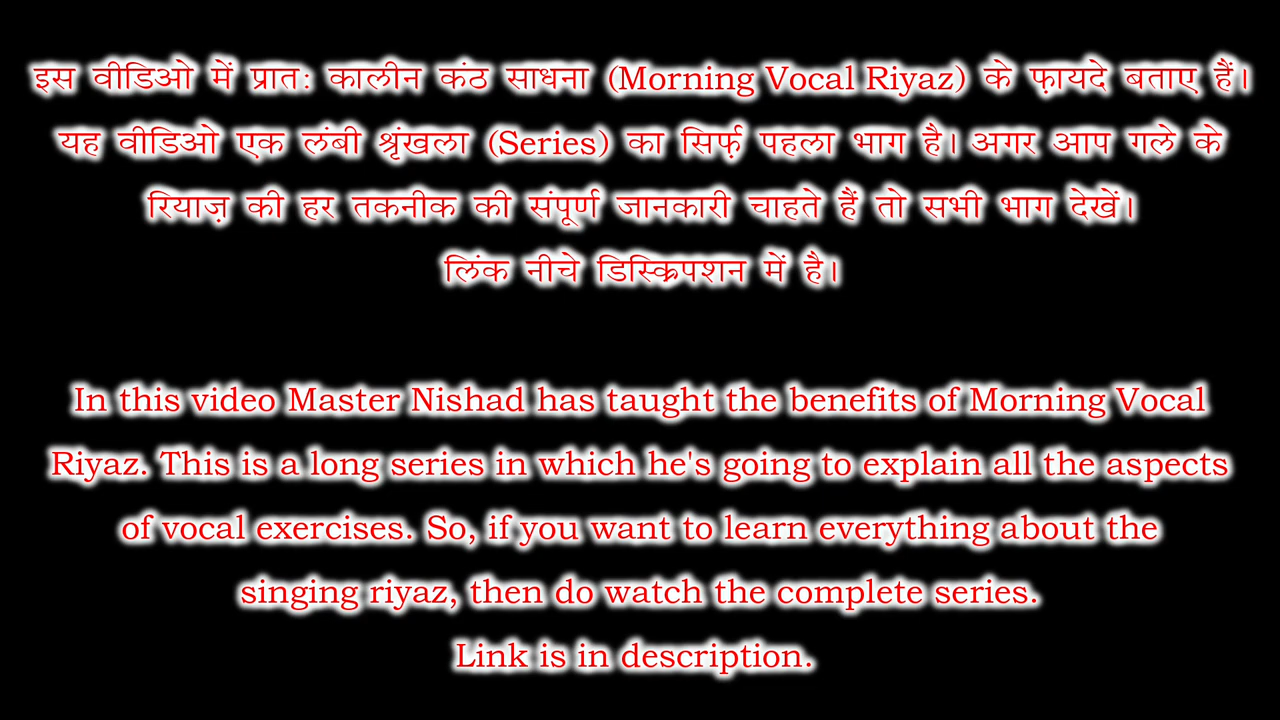 इस वीडिओ में प्रात: कालीन कंठ साधना (Morning Vocal Riyaz) के फ़ायदे बताए हैं।
यह वीडिओ एक लंबी श्रृंखला (Series) का सिर्फ़ पहला भाग है। अगर आप गले के
रियाज़ की हर तकनीक की संपूर्ण जानकारी चाहते हैं तो सभी भाग देखें।
लिंक नीचे डिस्क्रिपशन में है।
In this video Master Nishad has taught the benefits of Morning Vocal
Riyaz. This is a long series in which he's going to explain all the aspects
of vocal exercises. So, if you want to learn everything about the
singing riyaz, then do watch the complete series.
Link is in description.